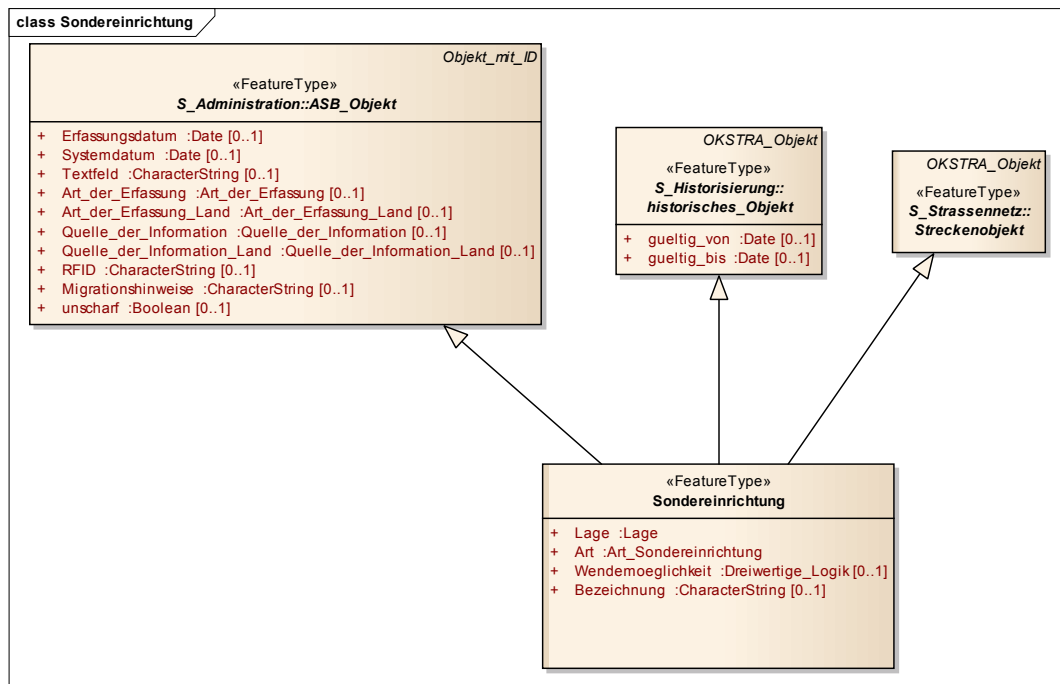 class Sondereinrichtung
Objekt_mit_ID
«FeatureType»
S_Administration::ASB_Objekt
+ Erfassungsdatum :Date [0..1]
+ Systemdatum :Date [0..1]
+ Textfeld :CharacterString [0..1]
+ Art_der_Erfassung :Art_der_Erfassung [0..1]
+ Art_der_Erfassung_Land :Art_der_Erfassung_Land [0..1]
+ Quelle_der_Information :Quelle_der_Information [0..1]
+ Quelle_der_Information_Land :Quelle_der_Information_Land [0..1]
+ RFID :CharacterString [0..1]
+ Migrationshinweise :CharacterString [0..1]
+ unscharf :Boolean [0..1]
OKSTRA_Objekt
«FeatureType»
S_Historisierung::
historisches_Objekt
+ gueltig_von :Date [0..1]
+ gueltig_bis :Date [0..1]
OKSTRA_Objekt
«FeatureType»
S_Strassennetz::
Streckenobjekt
«FeatureType»
Sondereinrichtung
+ Lage :Lage
+ Art :Art_Sondereinrichtung
+ Wendemoeglichkeit :Dreiwertige_Logik [0..1]
+ Bezeichnung :CharacterString [0..1]